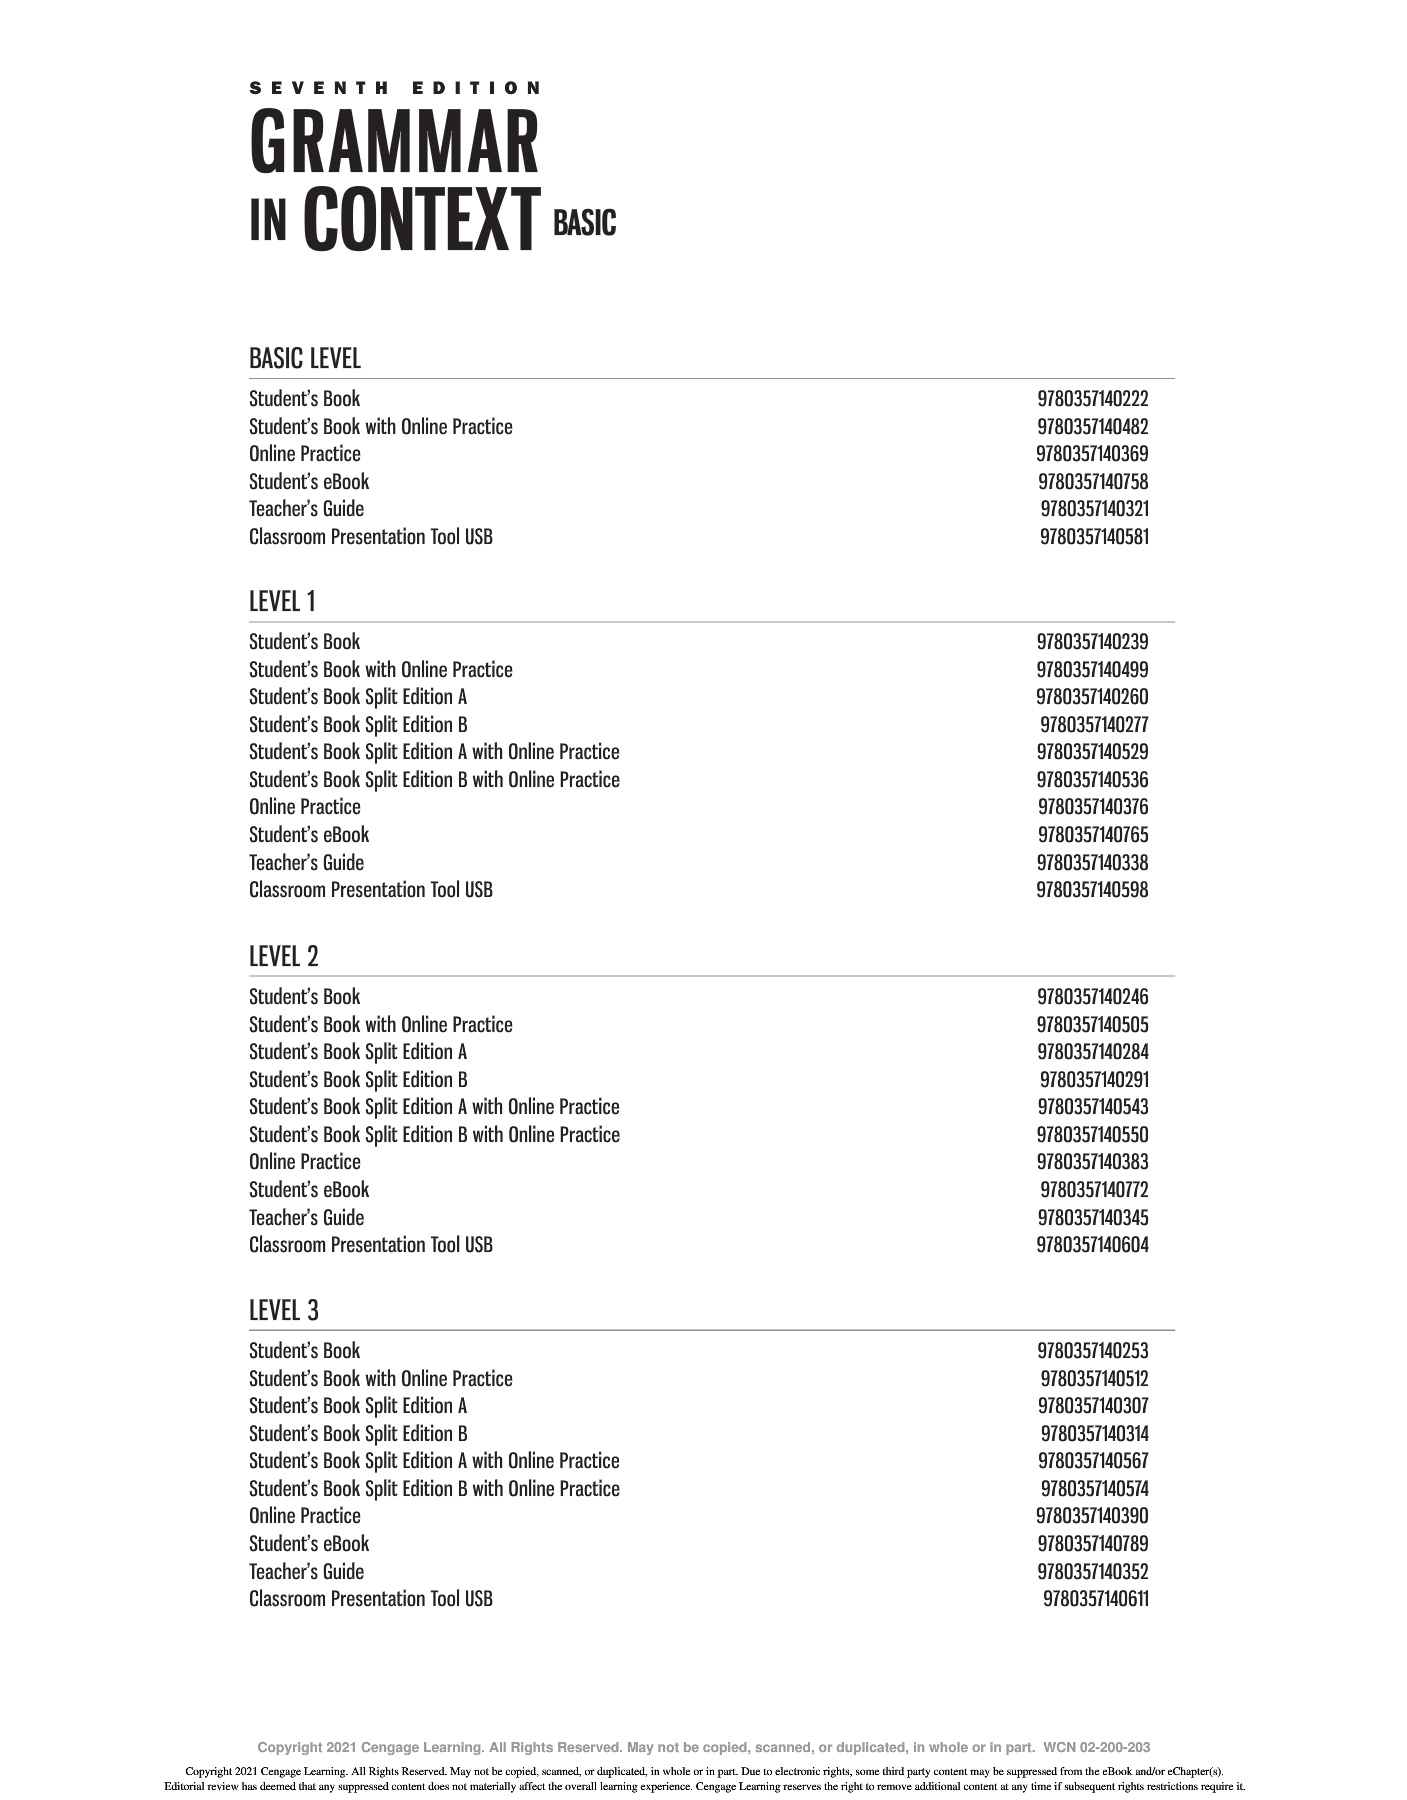 SEVENTH EDITION
GRAMMAR
IN CONTEXT BASIC
BASIC LEVEL
Student's Book 9780357140222
Student's Book with Online Practice 9780357140482
Online Practice 9780357140369
Student's eBook 9780357140758
Teacher's Guide 9780357140321
Classroom Presentation Tool USB 9780357140581
LEVEL 1
Student's Book 9780357140239
Student's Book with Online Practice 9780357140499
Student's Book Split Edition A 9780357140260
Student's Book Split Edition B 9780357140277
Student's Book Split Edition A with Online Practice 9780357140529
Student's Book Split Edition B with Online Practice 9780357140536
Online Practice 9780357140376
Student's eBook 9780357140765
Teacher's Guide 9780357140338
Classroom Presentation Tool USB 9780357140598
LEVEL 2
Student's Book 9780357140246
Student's Book with Online Practice 9780357140505
Student's Book Split Edition A 9780357140284
Student's Book Split Edition B 9780357140291
Student's Book Split Edition A with Online Practice 9780357140543
Student's Book Split Edition B with Online Practice 9780357140550
Online Practice 9780357140383
Student's eBook 9780357140772
Teacher's Guide 9780357140345
Classroom Presentation Tool USB 9780357140604
LEVEL 3
Student's Book 9780357140253
Student's Book with Online Practice 9780357140512
Student's Book Split Edition A 9780357140307
Student's Book Split Edition B 9780357140314
Student's Book Split Edition A with Online Practice 9780357140567
Student's Book Split Edition B with Online Practice 9780357140574
Online Practice 9780357140390
Student's eBook 9780357140789
Teacher's Guide 9780357140352
Classroom Presentation Tool USB 9780357140611
Copyright 2021 Cengage Learning. All Rights Reserved. May not be copied, scanned, or duplicated, in whole or in part. WCN 02-200-203
Copyright 2021 Cengage Learning. All Rights Reserved. May not be copied, scanned, or duplicated, in whole or in part. Due to electronic rights, some third party content may be suppressed from the eBook and/or eChapter(s).
Editorial review has deemed that any suppressed content does not materially affect the overall learning experience. Cengage Learning reserves the right to remove additional content at any time if subsequent rights restrictions require it.